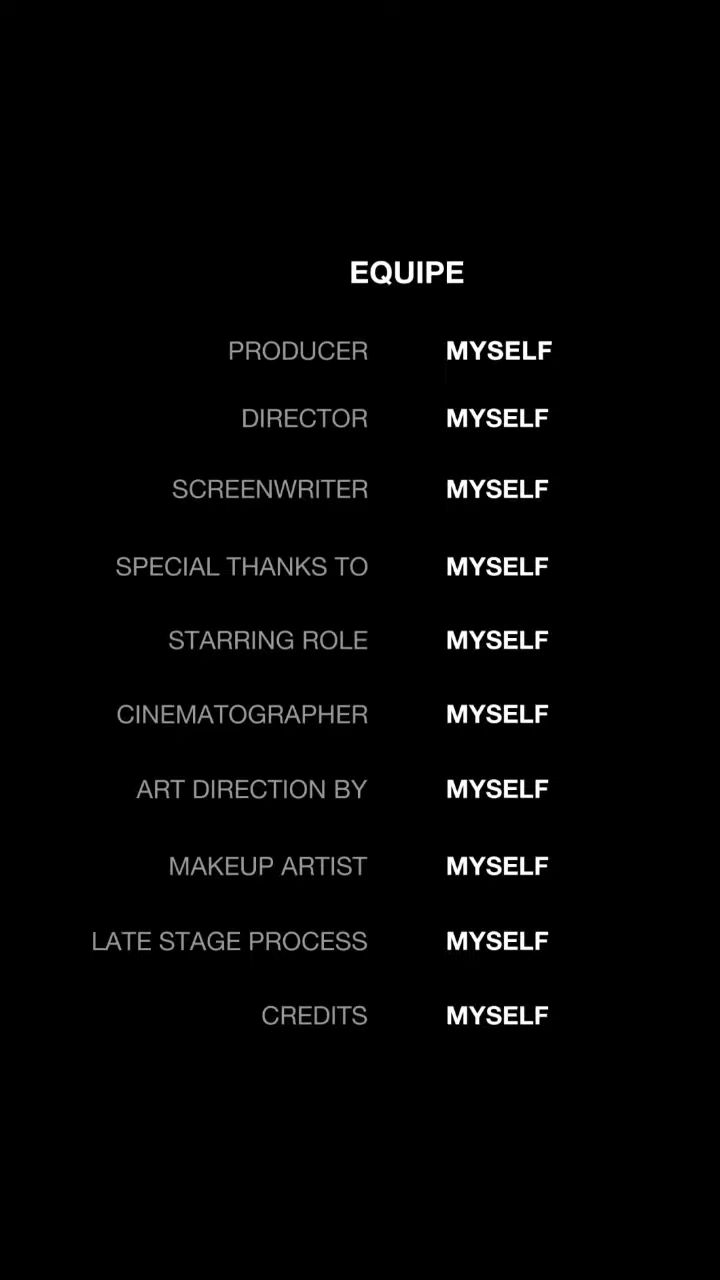 EQUIPE
PRODUCER MYSELF
DIRECTOR MYSELF
SCREENWRITER MYSELF
SPECIAL THANKS TO MYSELF
STARRING ROLE MYSELF
CINEMATOGRAPHER MYSELF
ART DIRECTION BY MYSELF
MAKEUP ARTIST MYSELF
LATE STAGE PROCESS MYSELF
CREDITS MYSELF